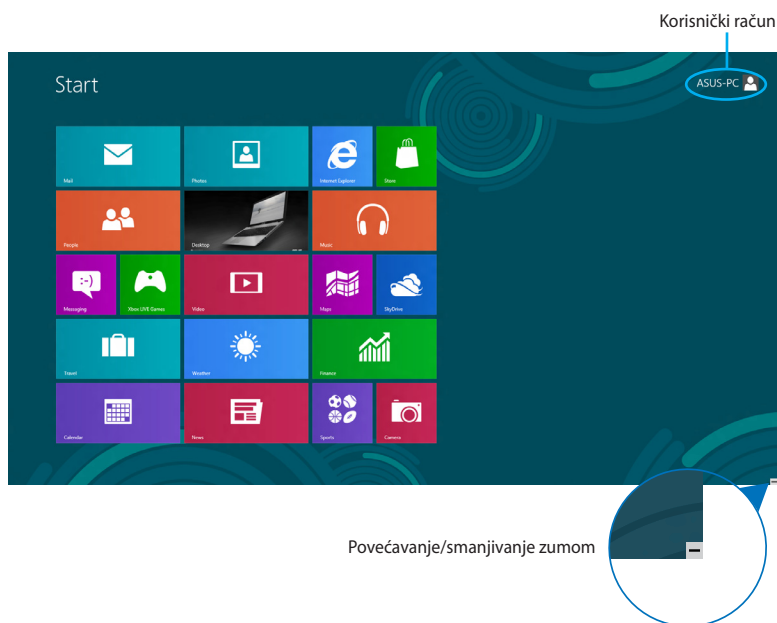 Korisnički račun
Start
ASUS-PC
Mail
Photos
Internet Explorer
Store
People
Desktop
Music
Messaging
Xbox LIVE Games
Video
Maps
SkyDrive
Travel
Weather
Finance
Calendar
News
Sports
Camera
Povećavanje/smanjivanje zumom